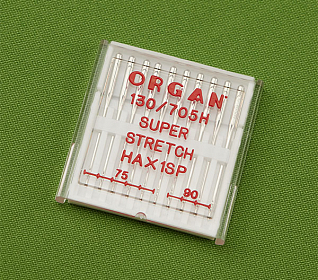 ORGAN
130/705H
SUPER
STRETCH
HAX1SP
75 90